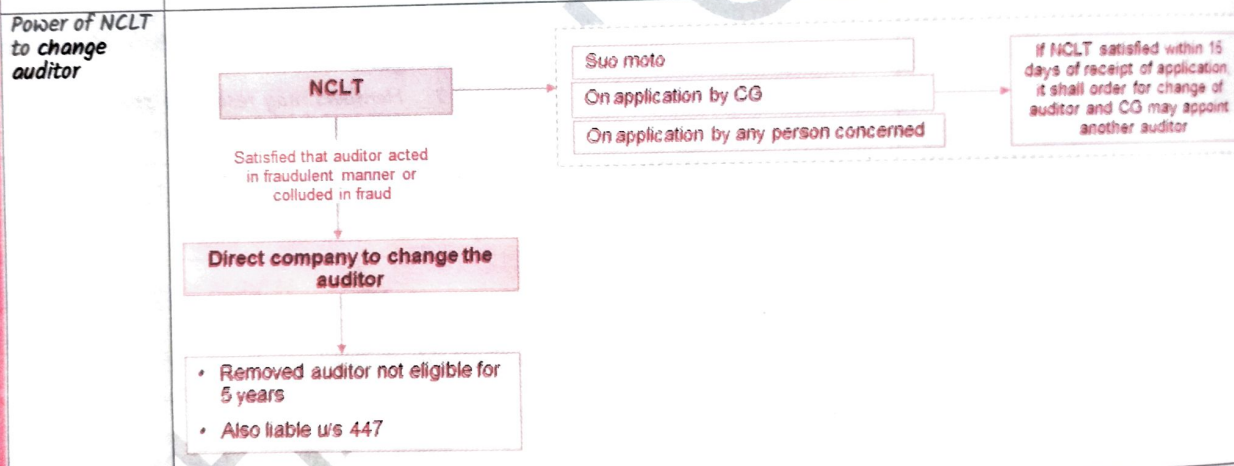 Power of NCLT
to change
auditor
NCLT
Satisfied that auditor acted
in fraudulent manner or
colluded in fraud
Direct company to change the
auditor
• Removed auditor not eligible for
5 years
• Also liable u/s 447
Suo moto
On application by CG
On application by any person concerned
If NCLT satisfied within 15
days of receipt of application,
it shall order for change of
auditor and CG may appoint
another auditor